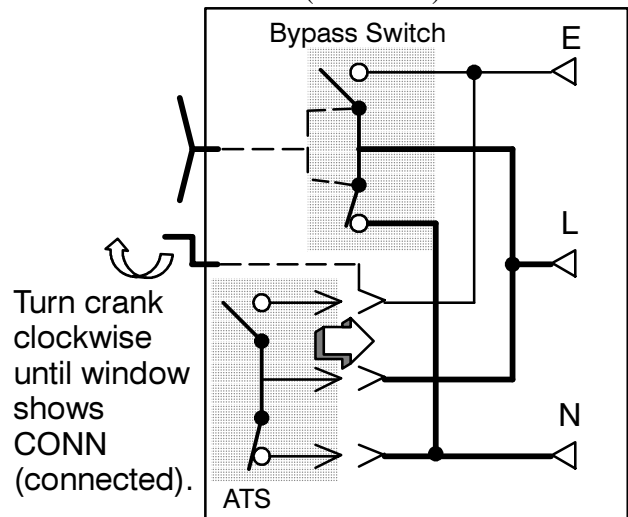 Bypass Switch
E
L
Turn crank
clockwise
until window
shows
CONN
(connected).
N
ATS